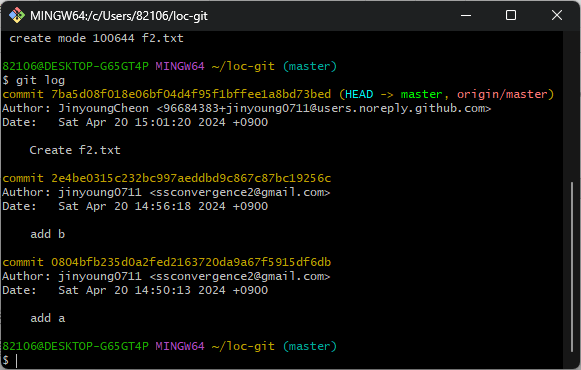 MINGW64:/c/Users/82106/loc-git
create mode 100644 f2.txt
82106@DESKTOP-G65GT4P MINGW64 ~/loc-git (master)
$ git log
commit 7ba5d08f018e06bf04d4f95f1bffee1a8bd73bed (HEAD -> master, origin/master)
Author: JinyoungCheon <96684383+jinyoung0711@users.noreply.github.com>
Date:   Sat Apr 20 15:01:20 2024 +0900
    Create f2.txt
commit 2e4be0315c232bc997aeddbd9c867c87bc19256c
Author: jinyoung0711 <ssconvergence2@gmail.com>
Date:   Sat Apr 20 14:56:18 2024 +0900
    add b
commit 0804bfb235d0a2fed2163720da9a67f5915df6db
Author: jinyoung0711 <ssconvergence2@gmail.com>
Date:   Sat Apr 20 14:50:13 2024 +0900
    add a
82106@DESKTOP-G65GT4P MINGW64 ~/loc-git (master)
$